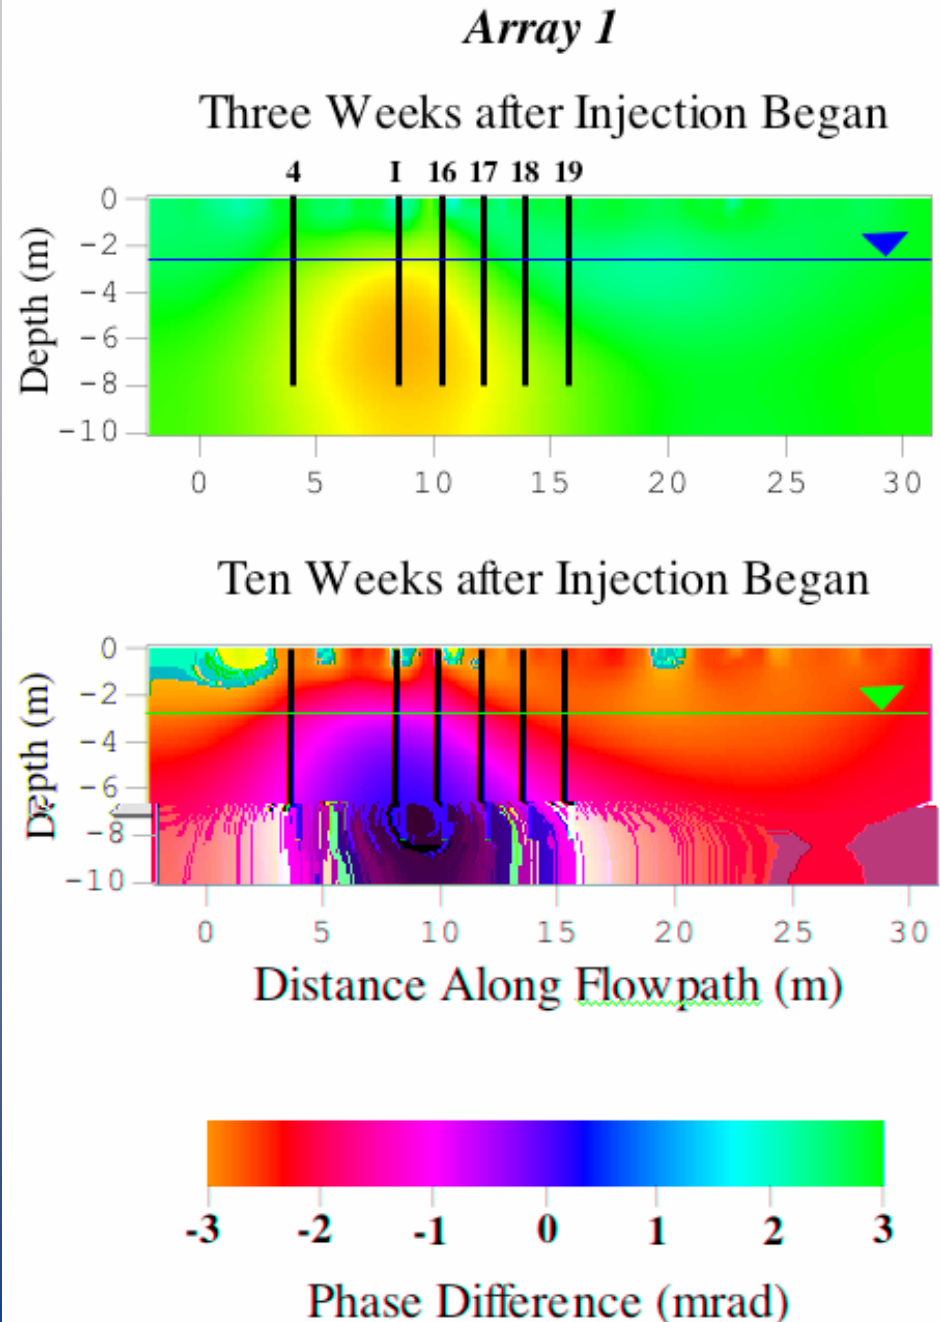 Array 1
Three Weeks after Injection Began
4 I 16 17 18 19
0
-2
-4
-6
-8
-10
Depth (m)
0 5 10 15 20 25 30
Ten Weeks after Injection Began
0
-2
-4
-6
-8
-10
Depth (m)
0 5 10 15 20 25 30
Distance Along Flowpath (m)
-3 -2 -1 0 1 2 3
Phase Difference (mrad)